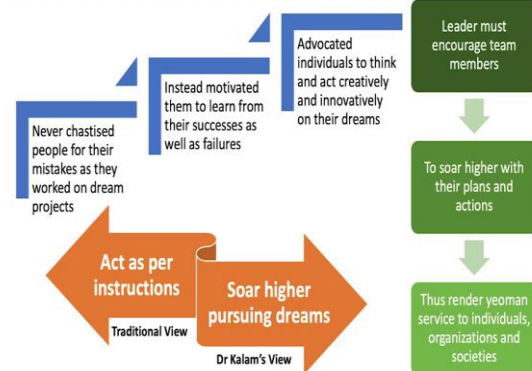 Never chastised
people for their
mistakes as they
worked on dream
projects
Instead motivated
them to learn from
their successes as
well as failures
Advocated
individuals to think
and act creatively
and innovatively
on their dreams
Leader must
encourage team
members
To soar higher with
their plans and
actions
Thus render yeoman
service to individuals,
organizations and
societies
Act as per
instructions
Traditional View
Soar higher
pursuing dreams
Dr Kalam's View